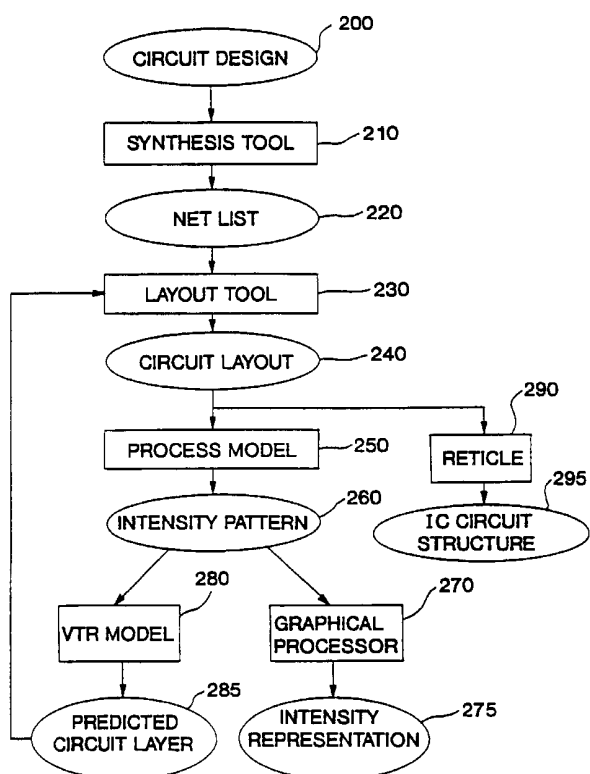 200
CIRCUIT DESIGN
SYNTHESIS TOOL
210
NET LIST
220
LAYOUT TOOL
230
CIRCUIT LAYOUT
240
290
PROCESS MODEL
250
RETICLE
260
295
INTENSITY PATTERN
IC CIRCUIT
STRUCTURE
280
270
VTR MODEL
GRAPHICAL
PROCESSOR
285
275
PREDICTED
CIRCUIT LAYER
INTENSITY
REPRESENTATION